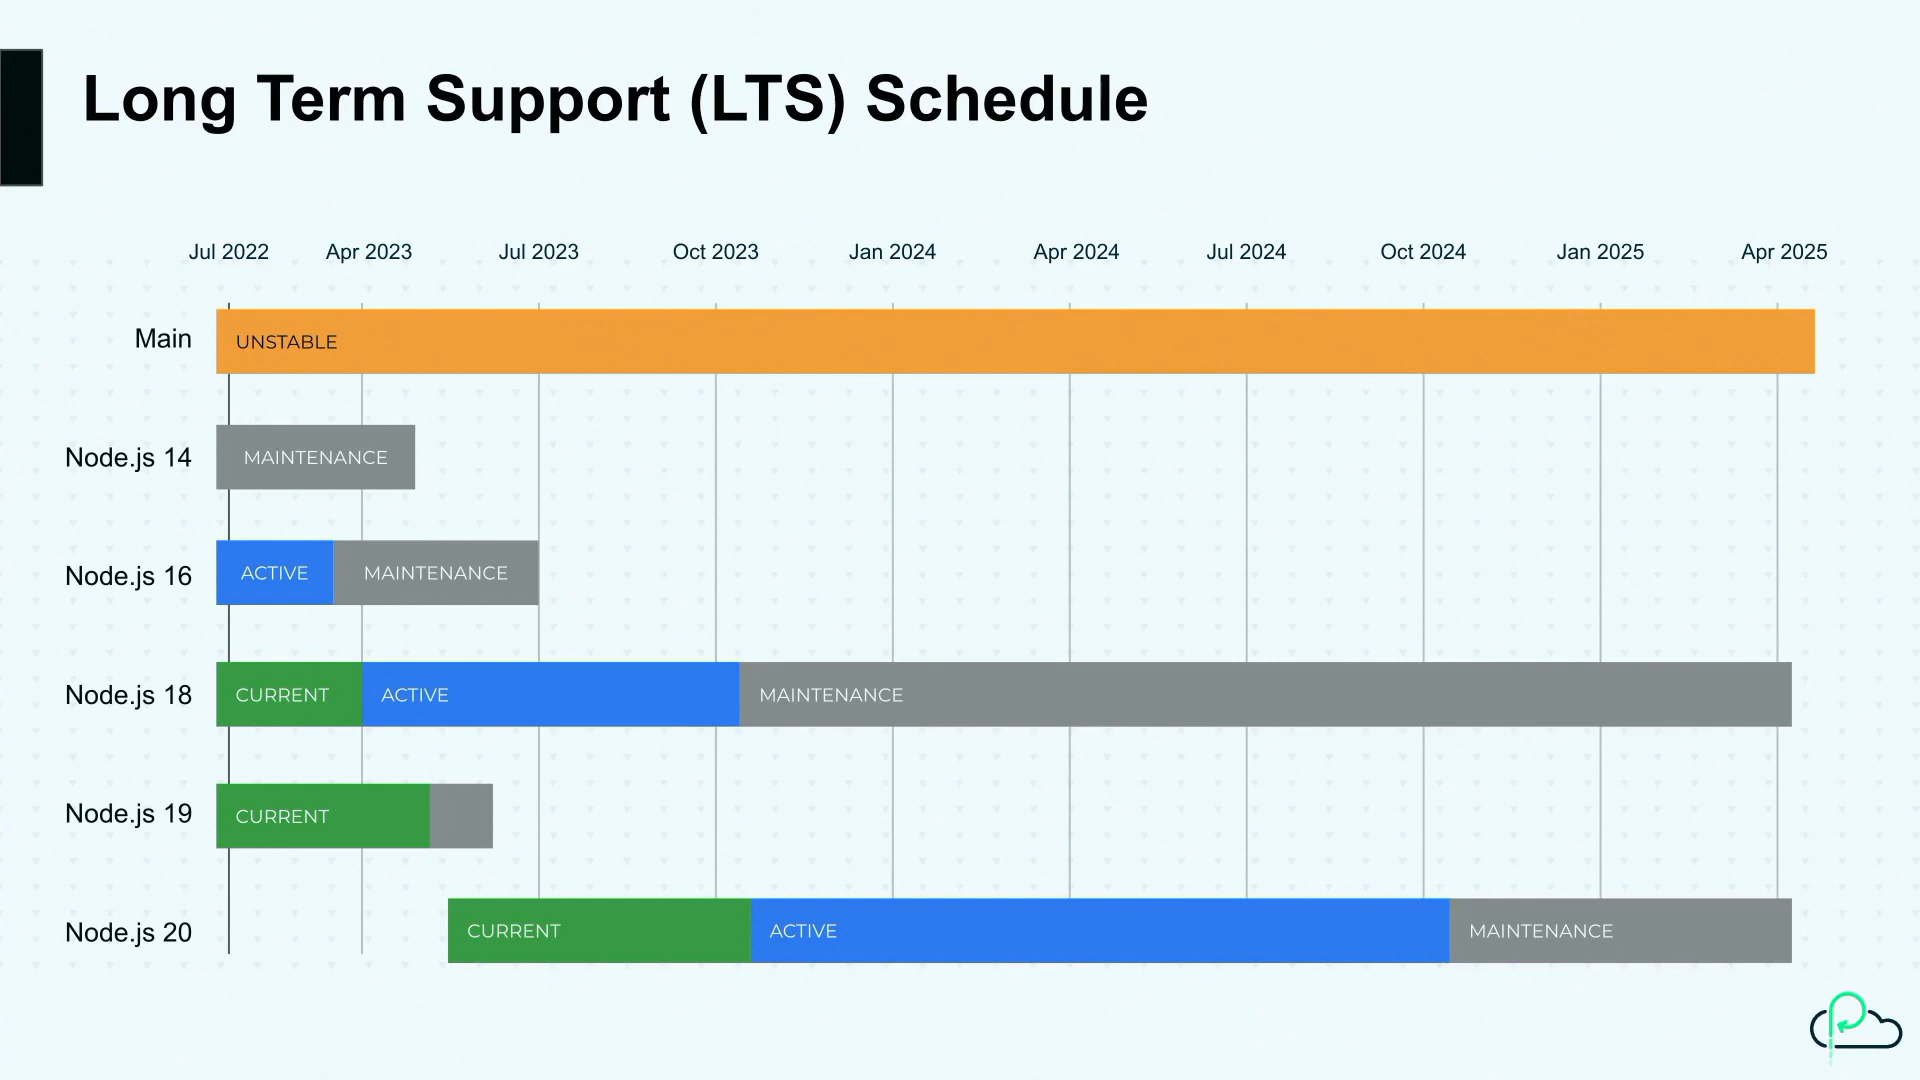 Long Term Support (LTS) Schedule
Jul 2022 Apr 2023 Jul 2023 Oct 2023 Jan 2024 Apr 2024 Jul 2024 Oct 2024 Jan 2025 Apr 2025
Main UNSTABLE
Node.js 14 MAINTENANCE
Node.js 16 ACTIVE MAINTENANCE
Node.js 18 CURRENT ACTIVE MAINTENANCE
Node.js 19 CURRENT
Node.js 20 CURRENT ACTIVE MAINTENANCE